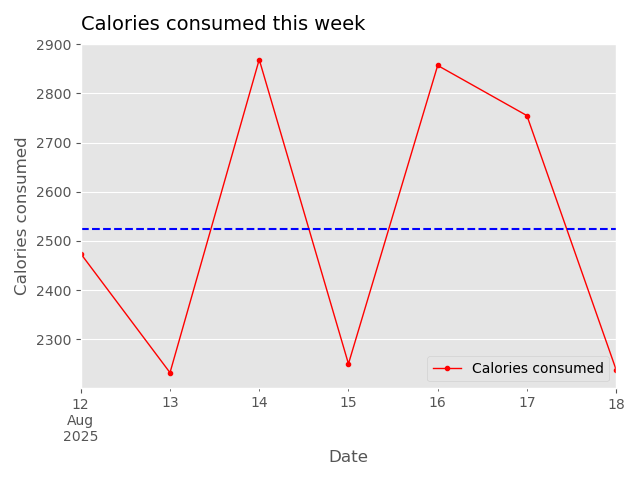 Calories consumed this week
Calories consumed
2900
2800
2700
2600
2500
2400
2300
Calories consumed
12 13 14 15 16 17 18
Aug
2025
Date